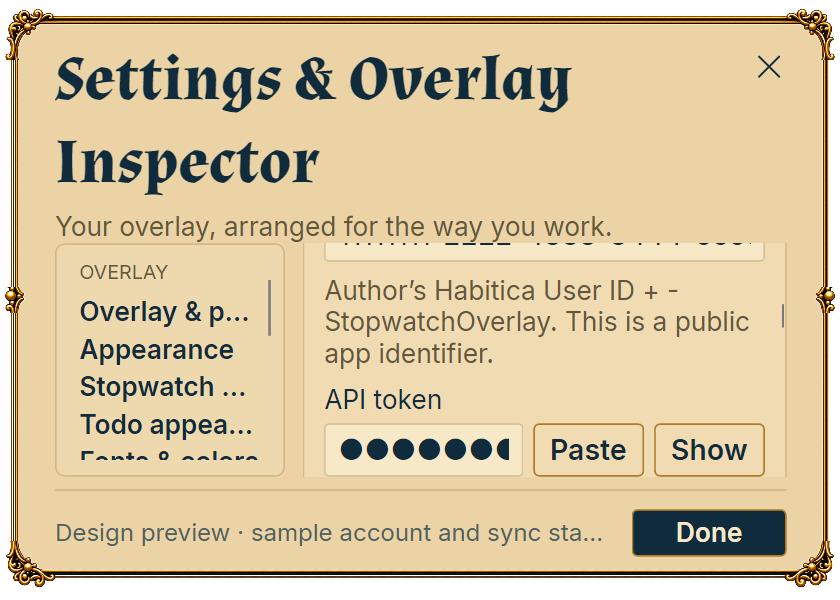 Settings & Overlay
Inspector
Your overlay, arranged for the way you work.
OVERLAY
Overlay & p...
Appearance
Stopwatch ...
Todo appea...
Fonts & colors
Author’s Habitica User ID + -
StopwatchOverlay. This is a public
app identifier.
API token
Paste
Show
Design preview · sample account and sync sta...
Done